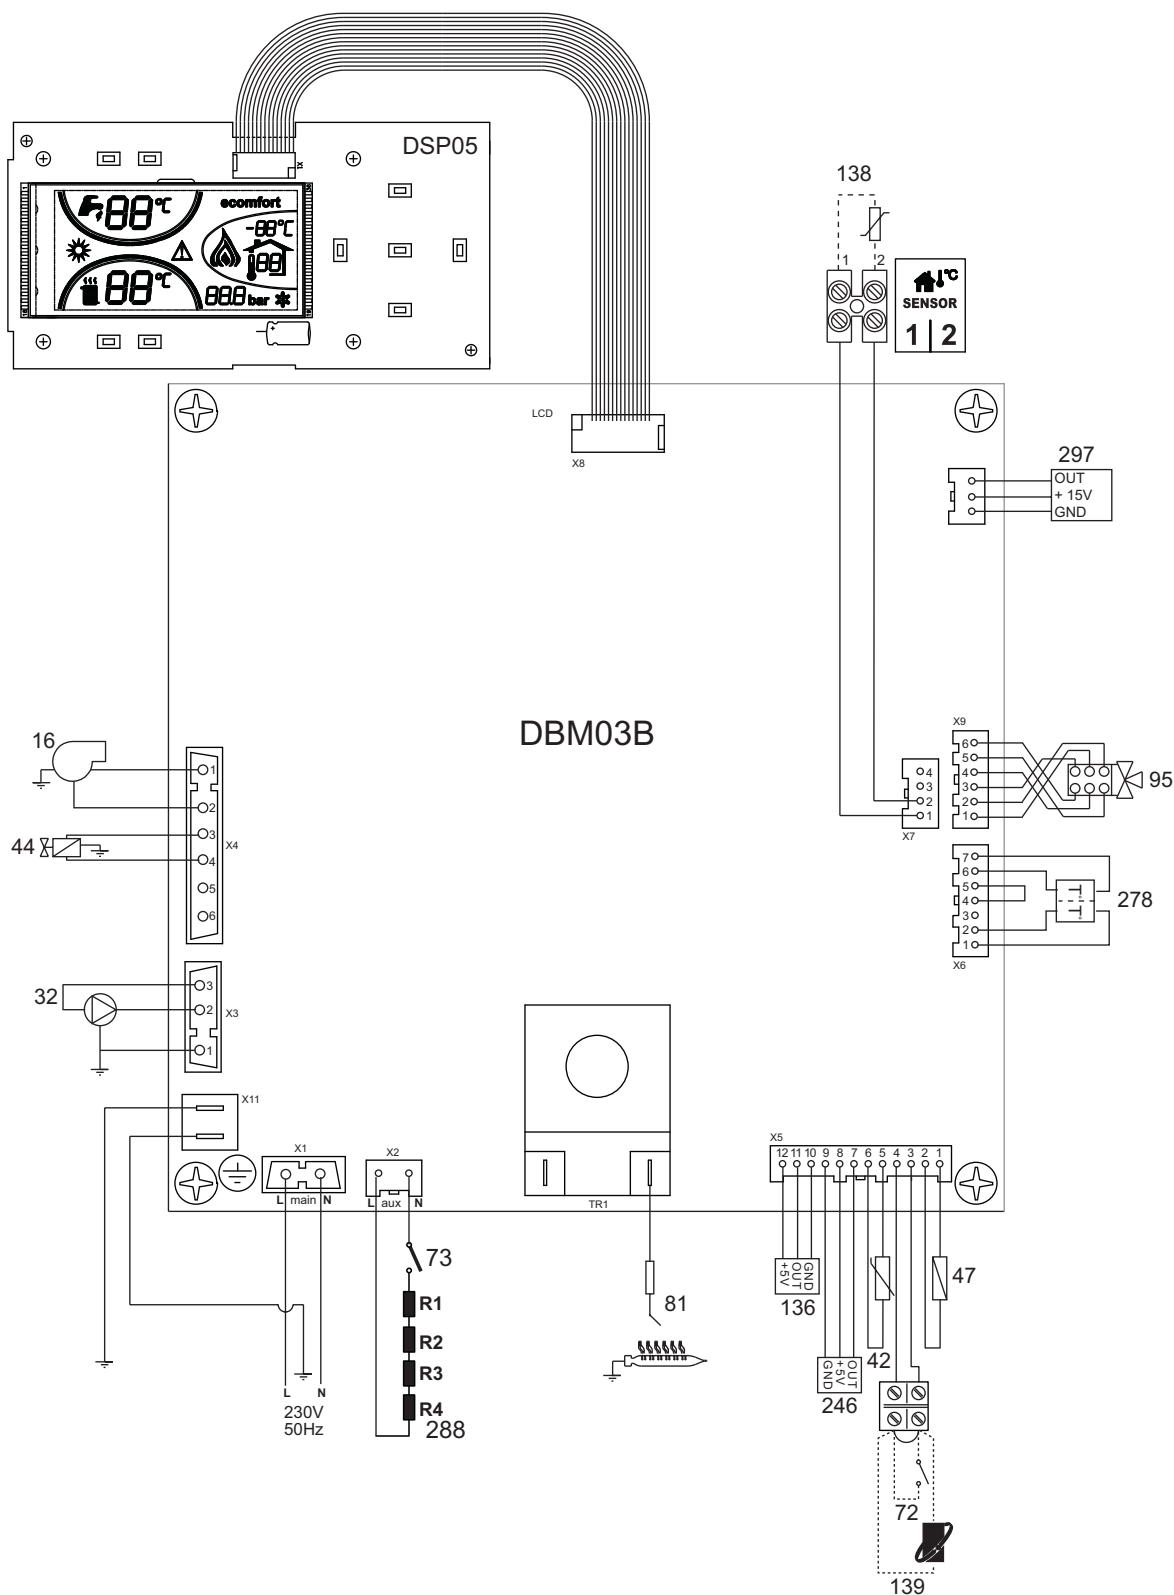 DSP05
X1
88°C
ecomfort
-88°C
88
88°C
88.8 bar
138
1 2
°C
SENSOR
1 | 2
LCD
X8
297
OUT
+ 15V
GND
DBM03B
16
1
2
3
4
5
6
X4
44
X9
6
5
4
3
2
1
95
4
3
2
1
X7
7
6
5
4
3
2
1
X6
278
32
3
2
1
X3
X11
X1
L main N
X2
L aux N
TR1
X5
12 11 10 9 8 7 6 5 4 3 2 1
73
R1
R2
R3
R4
288
L N
230V
50Hz
81
+5V
OUT
GND
136
GND
+5V
OUT
246
42
47
72
139